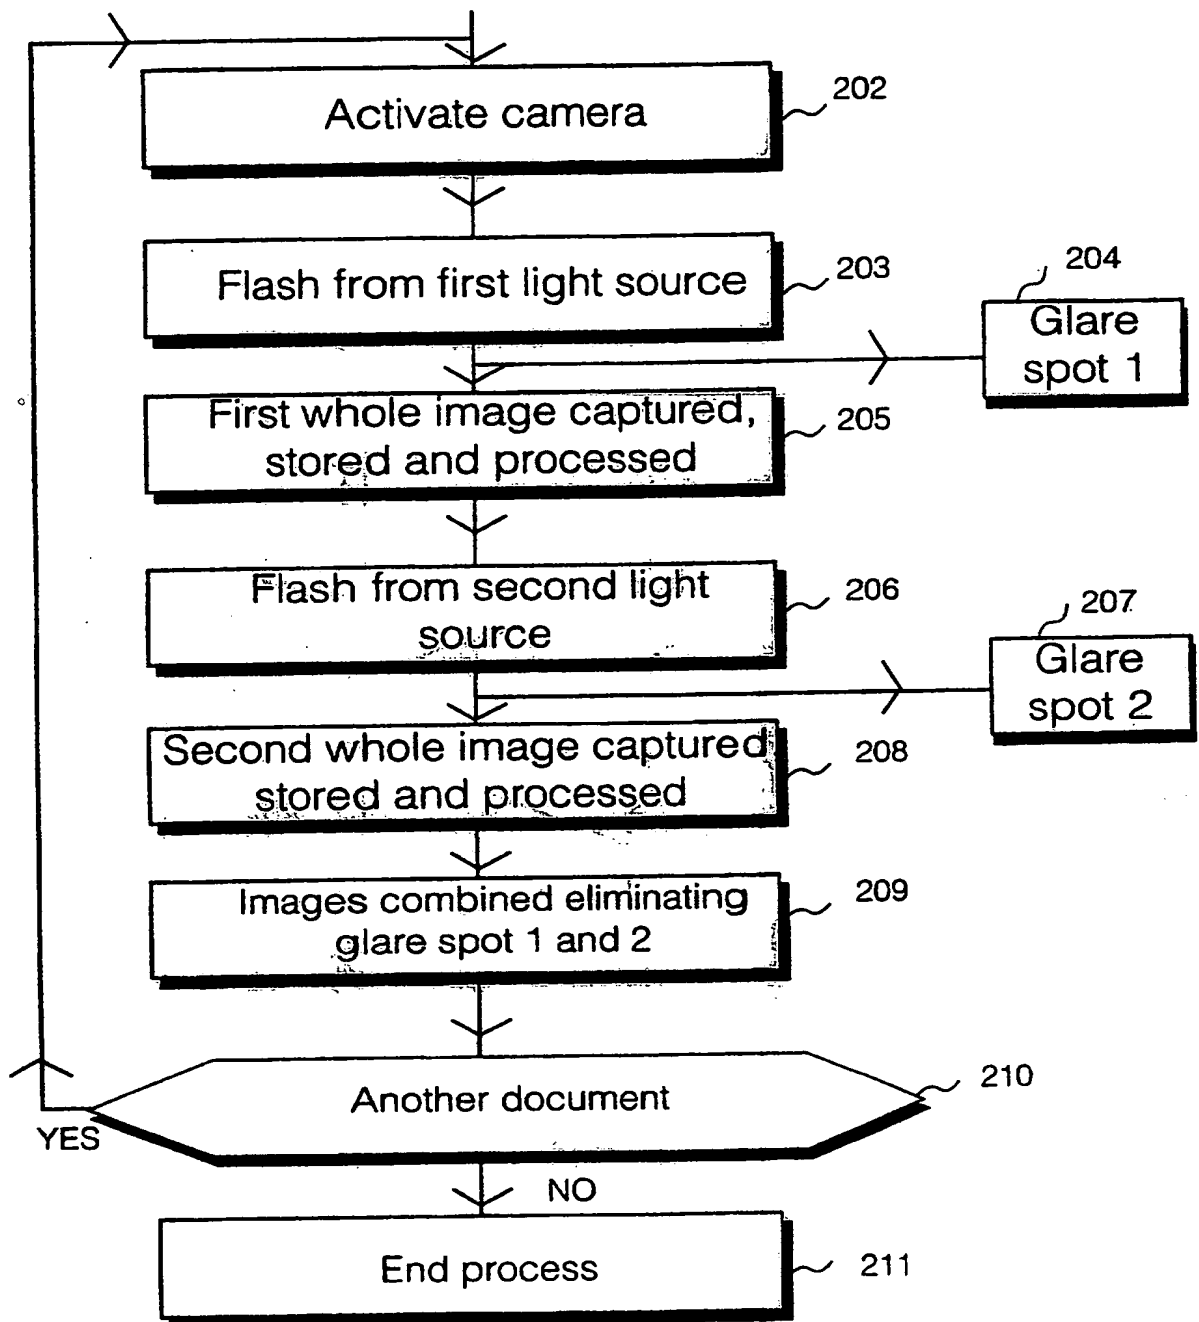 Activate camera
202
Flash from first light source
203
204
Glare
spot 1
First whole image captured,
stored and processed
205
Flash from second light
source
206
207
Glare
spot 2
Second whole image captured
stored and processed
208
Images combined eliminating
glare spot 1 and 2
209
Another document
210
YES
NO
End process
211